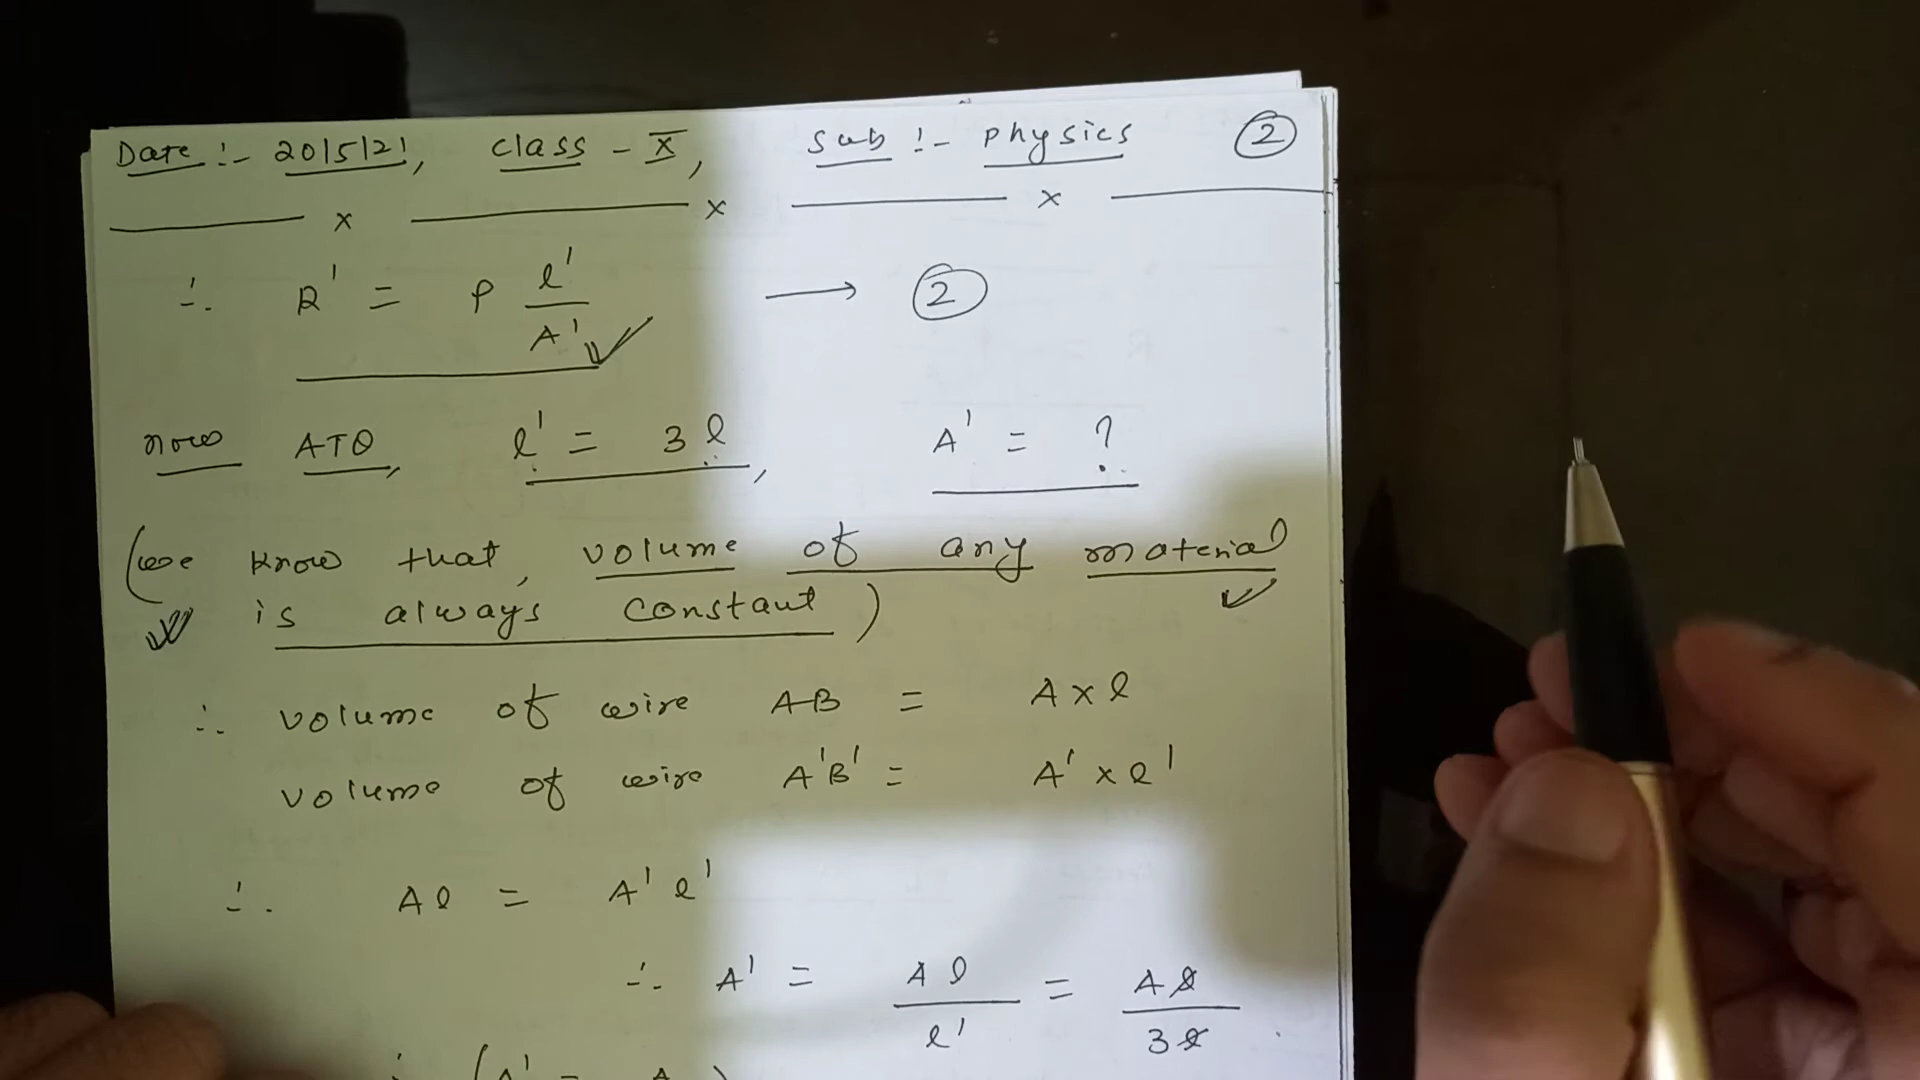 Date :- 20/5/21, class - X, Sub :- Physics 2
x x x
∴ R' = ρ l'/A' → 2
now ATQ, l' = 3l, A' = ?
(we know that, volume of any material
is always constant)
∴ volume of wire AB = A x l
volume of wire A'B' = A' x l'
∴ Al = A' l'
∴ A' = Al/l' = Al/3l
∴ (A' = A